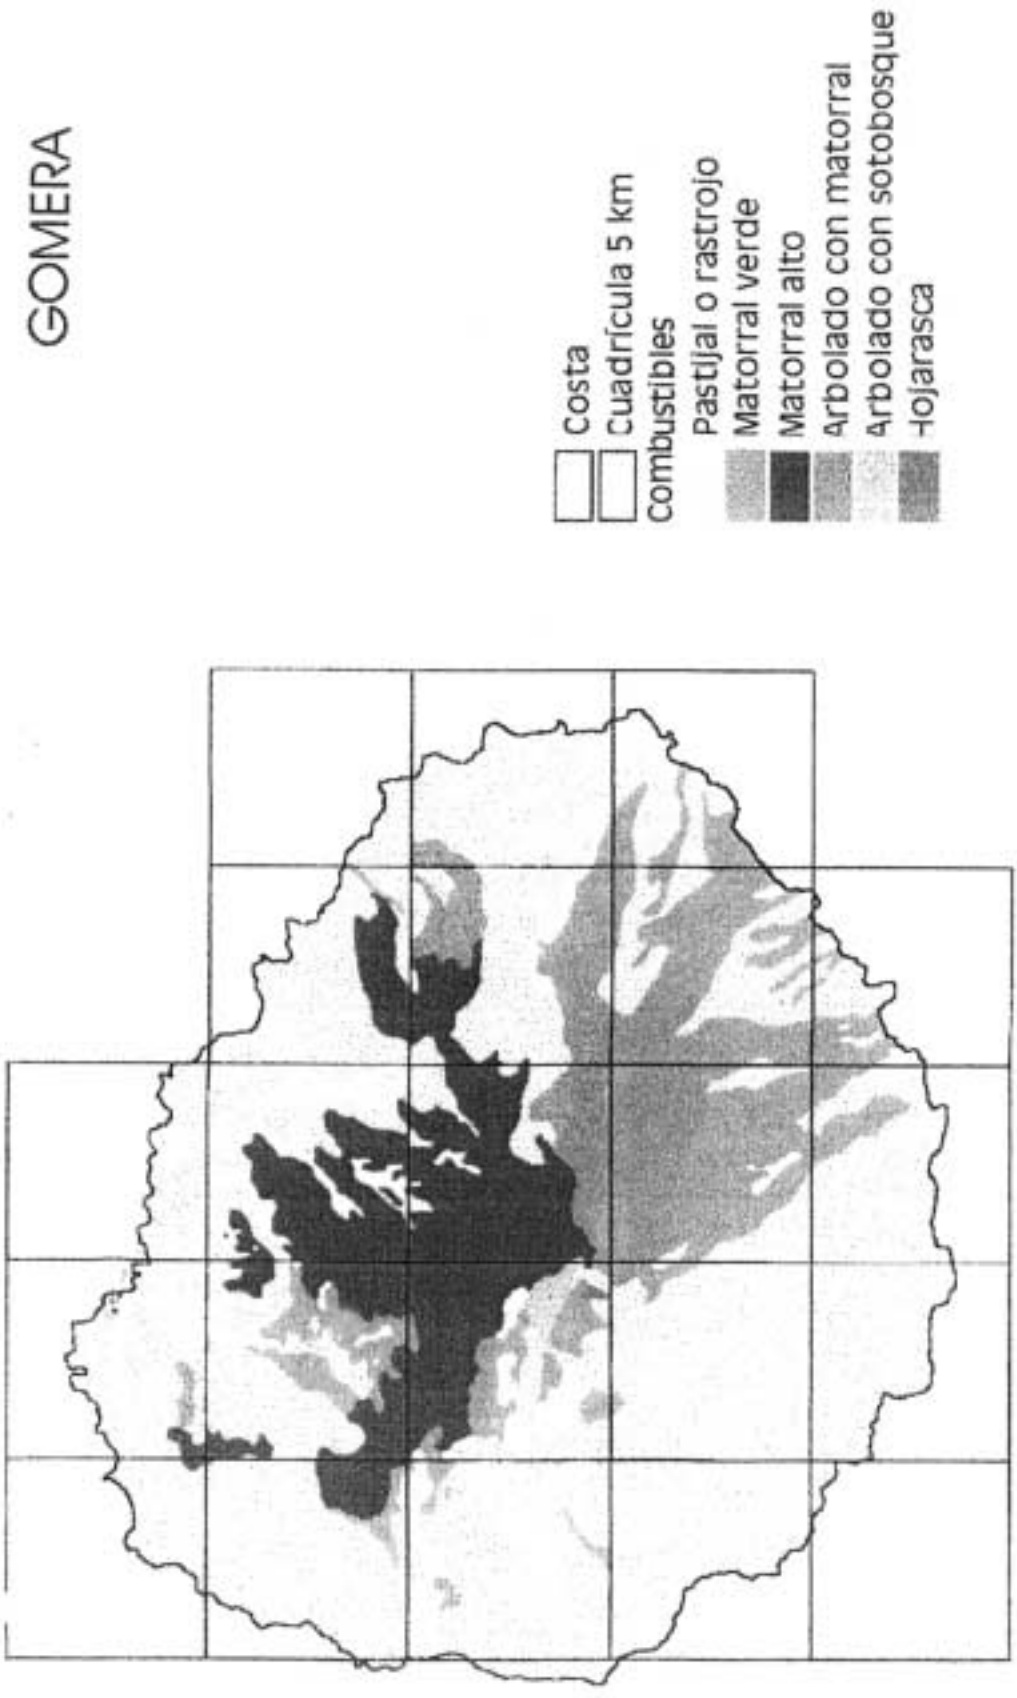 GOMERA
Costa
Cuadrícula 5 km
Combustibles
Pastijal o rastrojo
Matorral verde
Matorral alto
Arbolado con matorral
Arbolado con sotobosque
Hojarasca